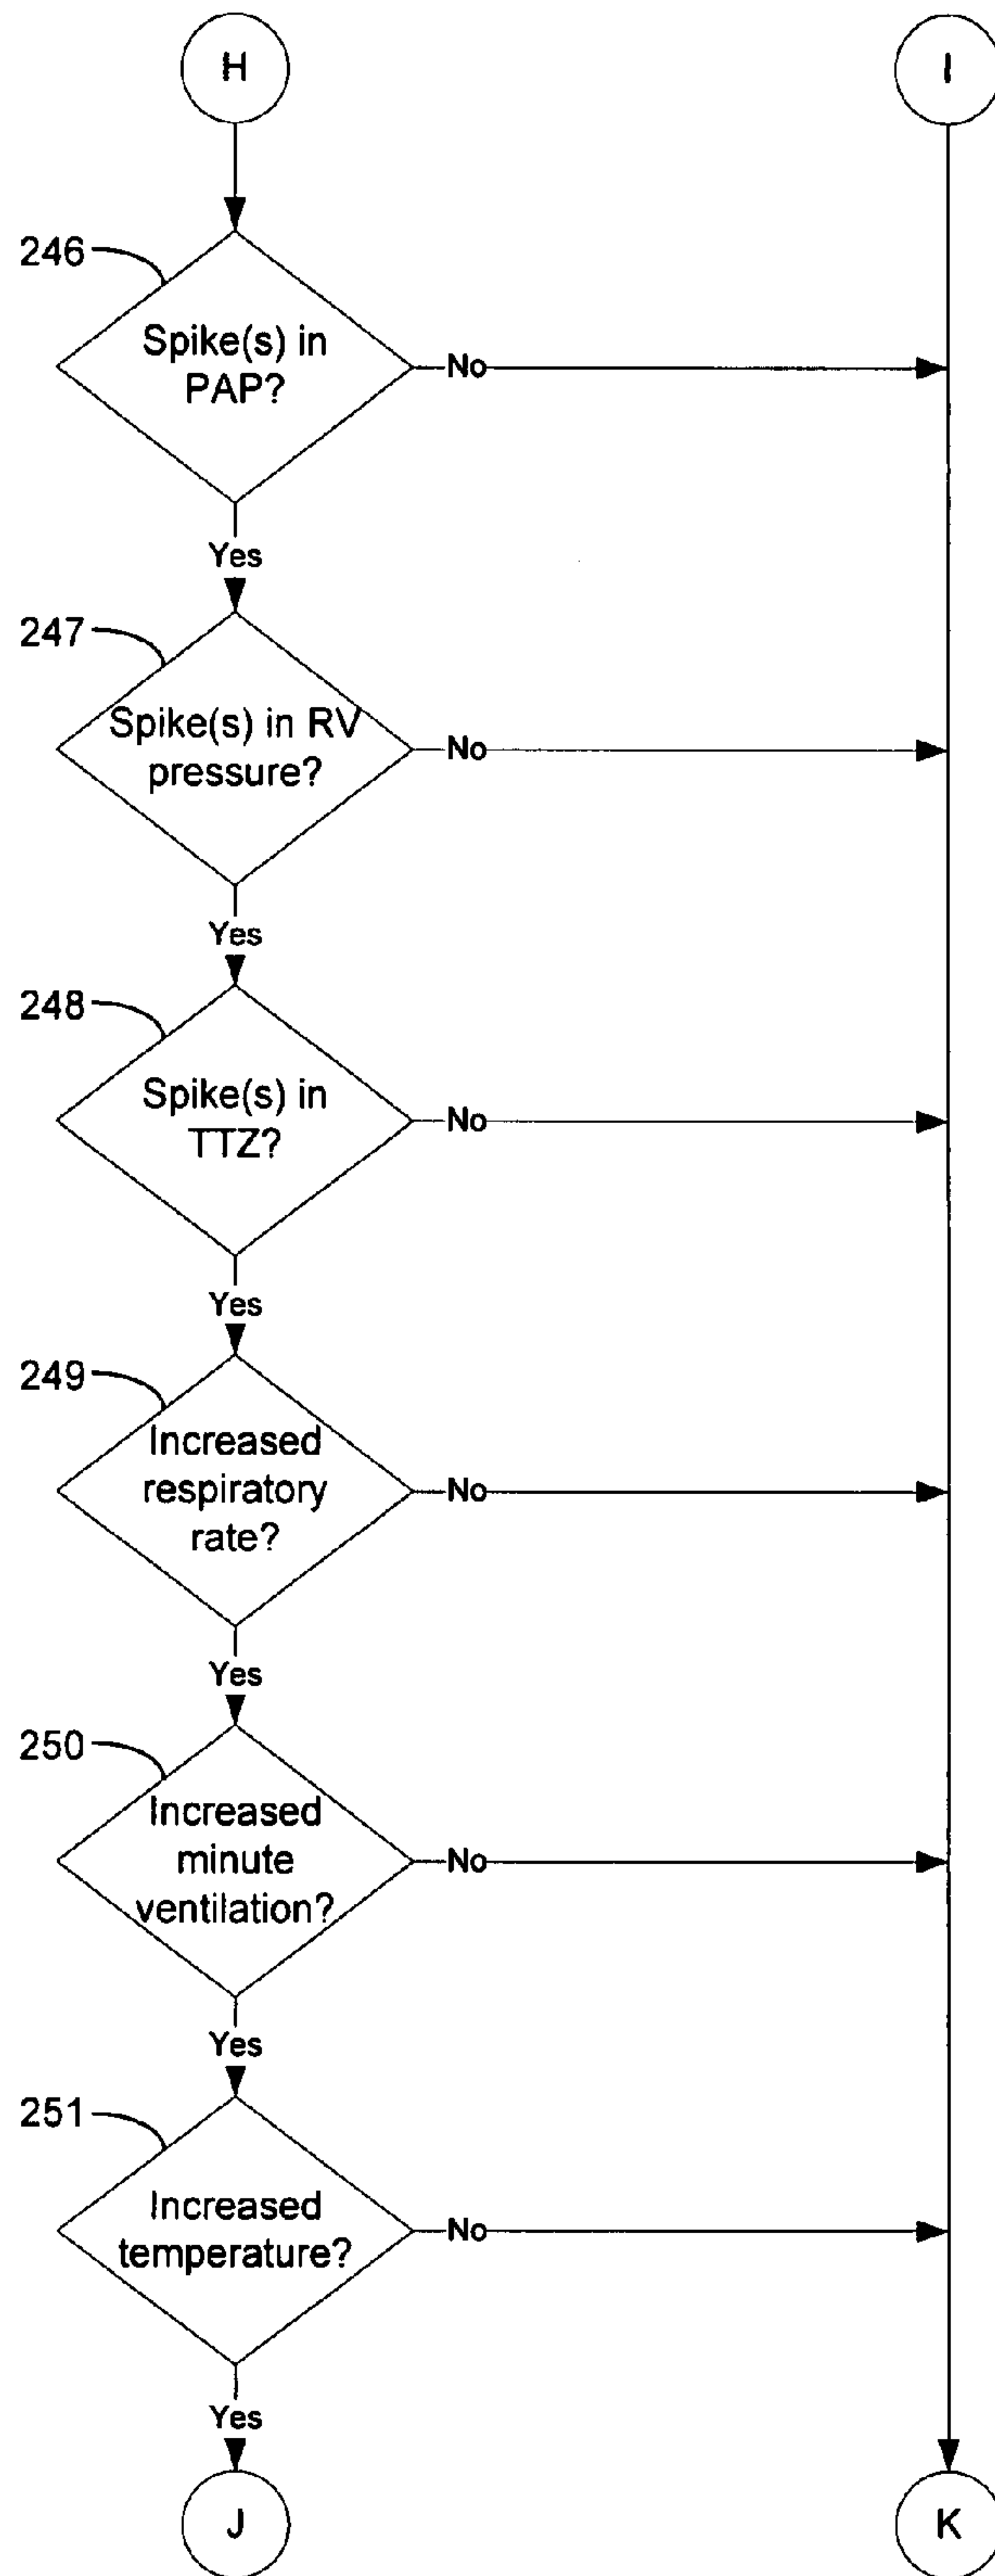 H
I
246
Spike(s) in
PAP?
No
Yes
247
Spike(s) in RV
pressure?
No
Yes
248
Spike(s) in
TTZ?
No
Yes
249
Increased
respiratory
rate?
No
Yes
250
Increased
minute
ventilation?
No
Yes
251
Increased
temperature?
No
Yes
J
K